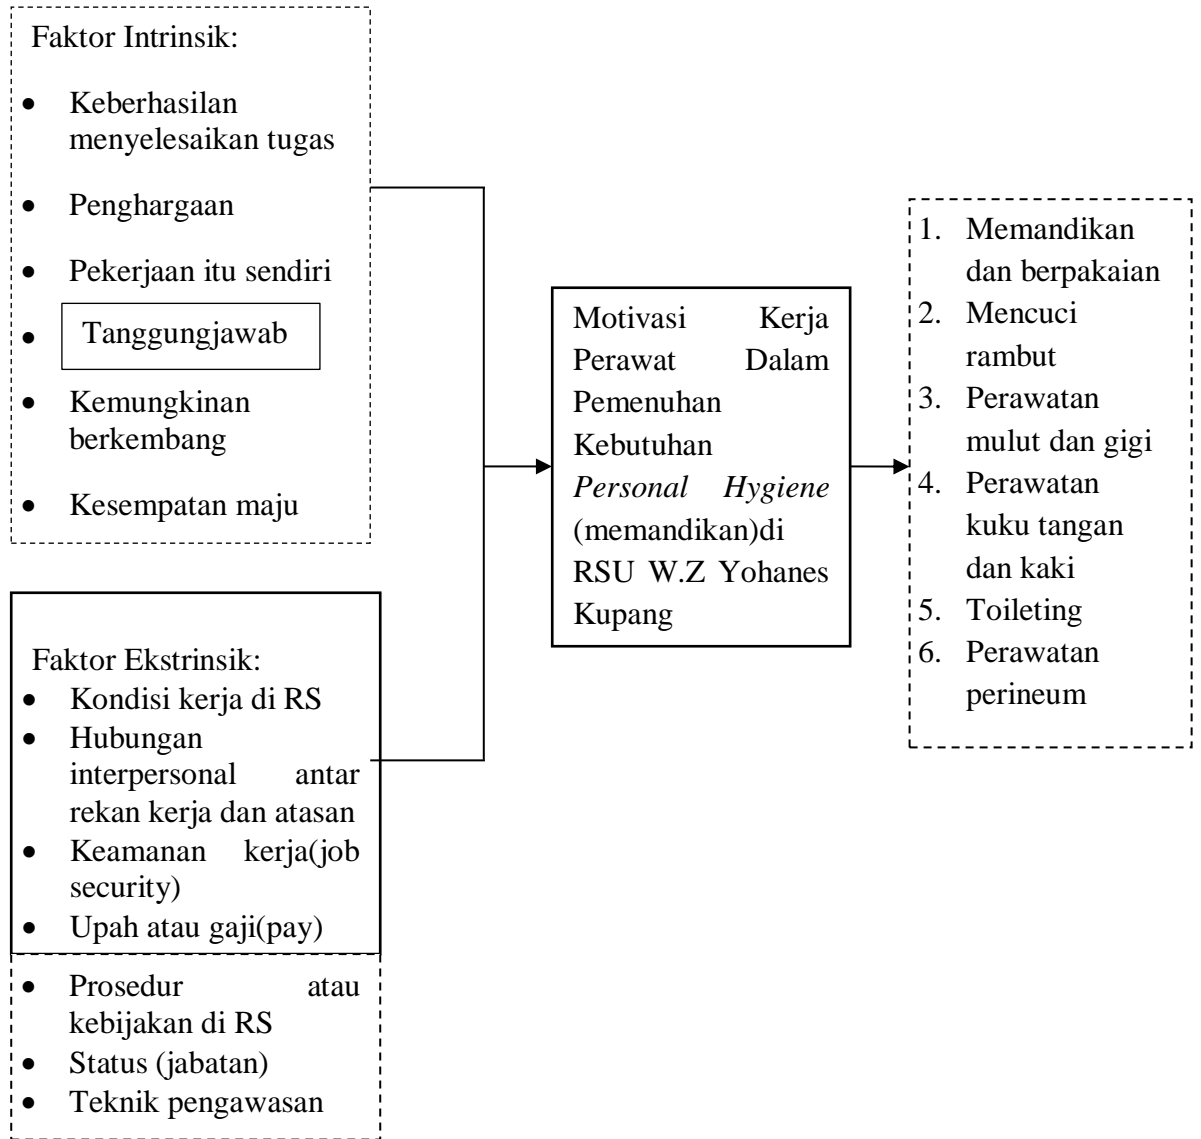 Faktor Intrinsik:
• Keberhasilan
menyelesaikan tugas
• Penghargaan
• Pekerjaan itu sendiri
• Tanggungjawab
• Kemungkinan
berkembang
• Kesempatan maju
Faktor Ekstrinsik:
• Kondisi kerja di RS
• Hubungan
interpersonal antar
rekan kerja dan atasan
• Keamanan kerja(job
security)
• Upah atau gaji(pay)
• Prosedur atau
kebijakan di RS
• Status (jabatan)
• Teknik pengawasan
Motivasi Kerja
Perawat Dalam
Pemenuhan
Kebutuhan
Personal Hygiene
(memandikan)di
RSU W.Z Yohanes
Kupang
1. Memandikan
dan berpakaian
2. Mencuci
rambut
3. Perawatan
mulut dan gigi
4. Perawatan
kuku tangan
dan kaki
5. Toileting
6. Perawatan
perineum